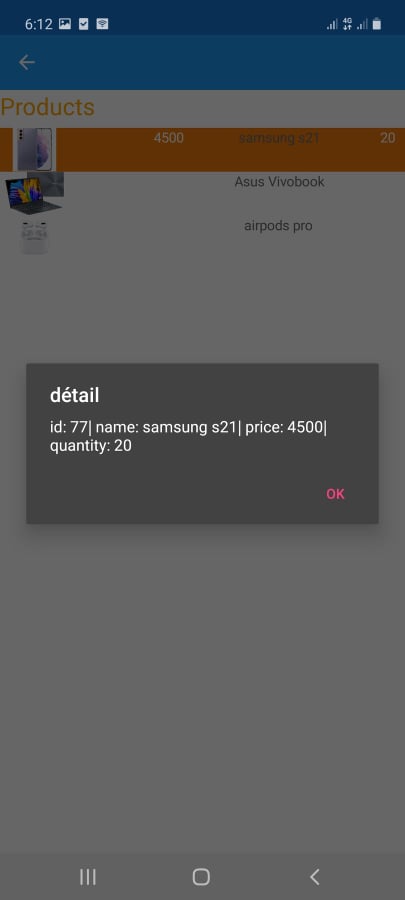 6:12 4G
Products
4500 samsung s21 20
Asus Vivobook
airpods pro
détail
id: 77| name: samsung s21| price: 4500|
quantity: 20
OK